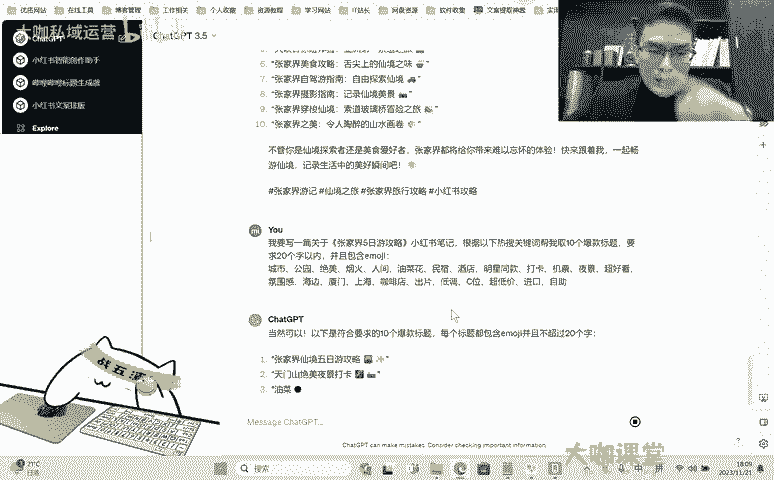 优质网站 在线工具 博客管理 工作相关 个人收藏 资源教程 学习网站 IT站长 网盘资源 软件收集 文案提取神器
大咖私域运营
ChatGPT
ChatGPT 3.5
小红书智能创作助手
哔哩哔哩标题生成器
小红书文案排版
Explore
6. "张家界美食攻略：舌尖上的仙境之味
7. "张家界自驾游指南：自由探索仙境 🚗"
8. "张家界摄影指南：记录仙境美景 📷"
9. "张家界穿梭仙境：索道玻璃桥冒险之旅
10. "张家界之美：令人陶醉的山水画卷
不管你是仙境探索者还是美食爱好者，张家界都将给你带来难以忘怀的体验！快来跟着我，一起畅
游仙境，记录生活中的美好瞬间吧！
#张家界游记 #仙境之旅 #张家界旅行攻略 #小红书攻略
You
我要写一篇关于《张家界5日游攻略》小红书笔记，根据以下热搜关键词帮我取10个爆款标题，要
求20个字以内，并且包含emoji：
城市、公园、绝美、烟火、人间、油菜花、民宿、酒店、明星同款、打卡、机票、夜景、超好看、
氛围感、海边、厦门、上海、咖啡店、出片、低调、C位、超低价、进口、自助
ChatGPT
当然可以！以下是符合要求的10个爆款标题，每个标题都包含emoji并且不超过20个字：
1. "张家界仙境五日游攻略
2. "天门山绝美夜景打卡
3. "油菜
Message ChatGPT...
ChatGPT can make mistakes. Consider checking important information.
大咖课堂
21°C
搜索
中 拼
18:09
2023/11/21